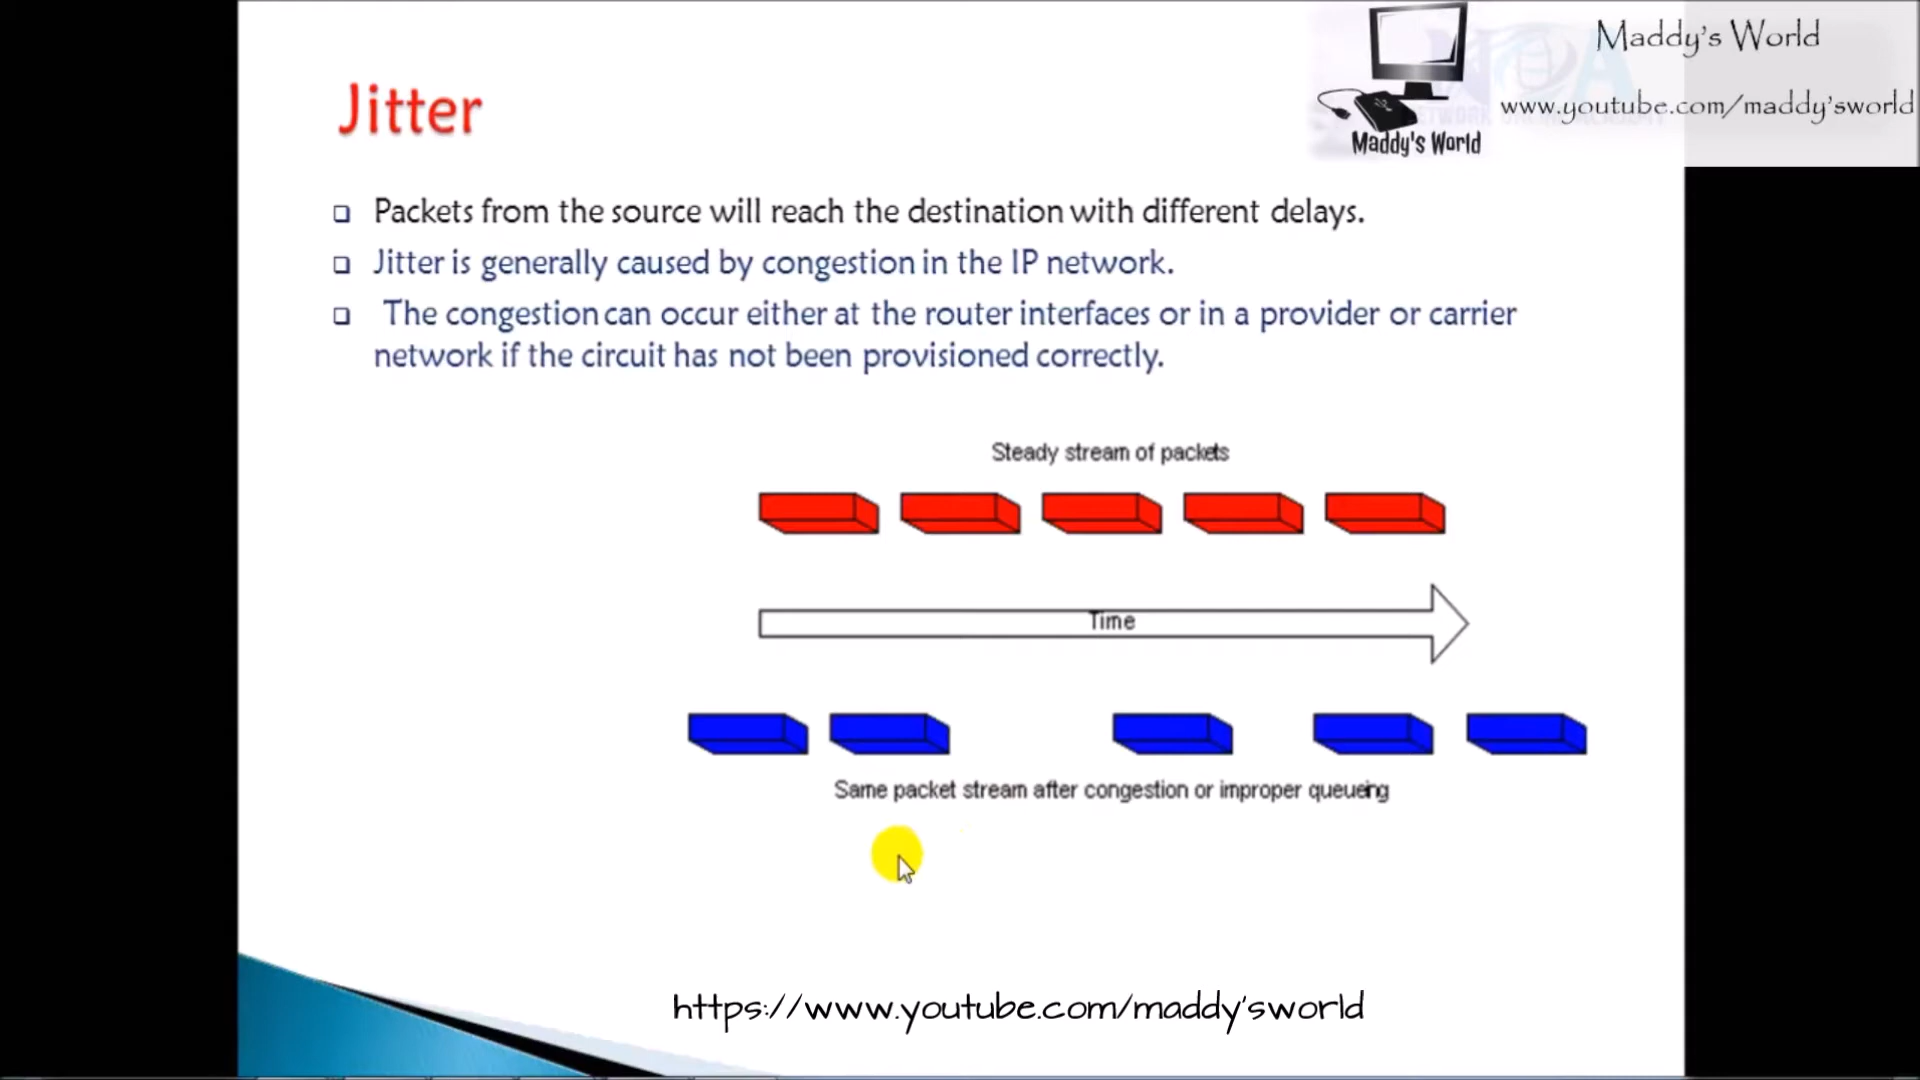 Maddy's World
www.youtube.com/maddy'sworld
Maddy's World
Jitter
Packets from the source will reach the destination with different delays.
Jitter is generally caused by congestion in the IP network.
The congestion can occur either at the router interfaces or in a provider or carrier
network if the circuit has not been provisioned correctly.
Steady stream of packets
Time
Same packet stream after congestion or improper queueing
https://www.youtube.com/maddy'sworld